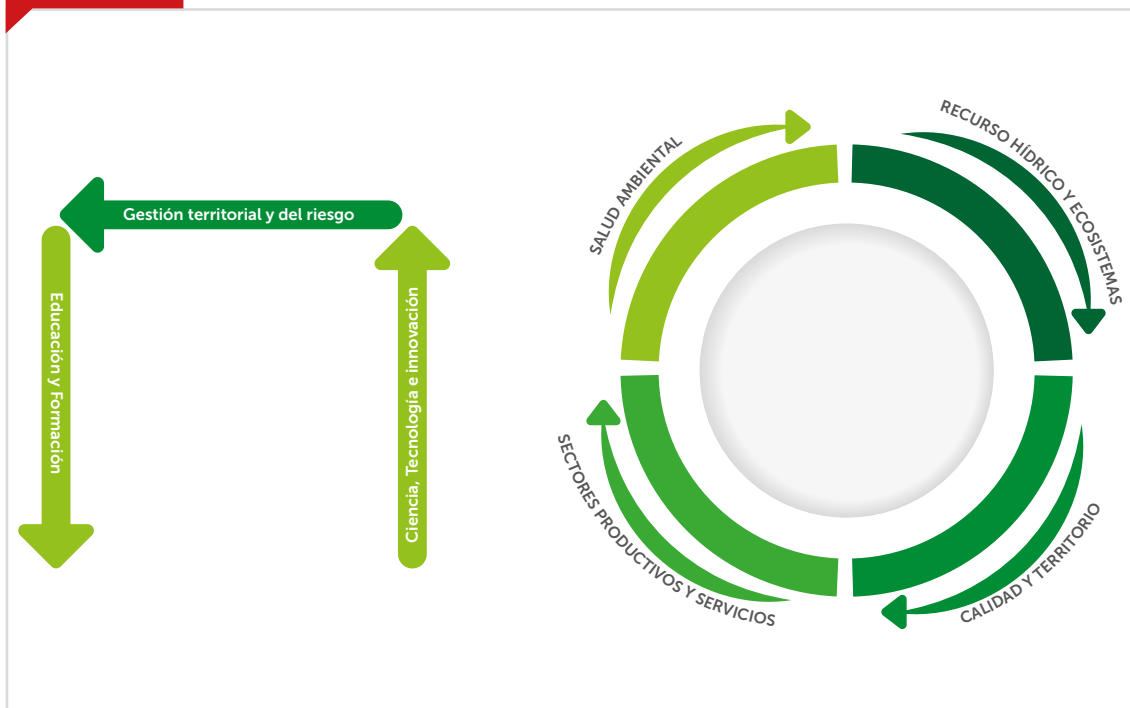 Gestión territorial y del riesgo
Educación y Formación
Ciencia, Tecnología e innovación
SALUD AMBIENTAL
RECURSO HÍDRICO Y ECOSISTEMAS
SECTORES PRODUCTIVOS Y SERVICIOS
CALIDAD Y TERRITORIO